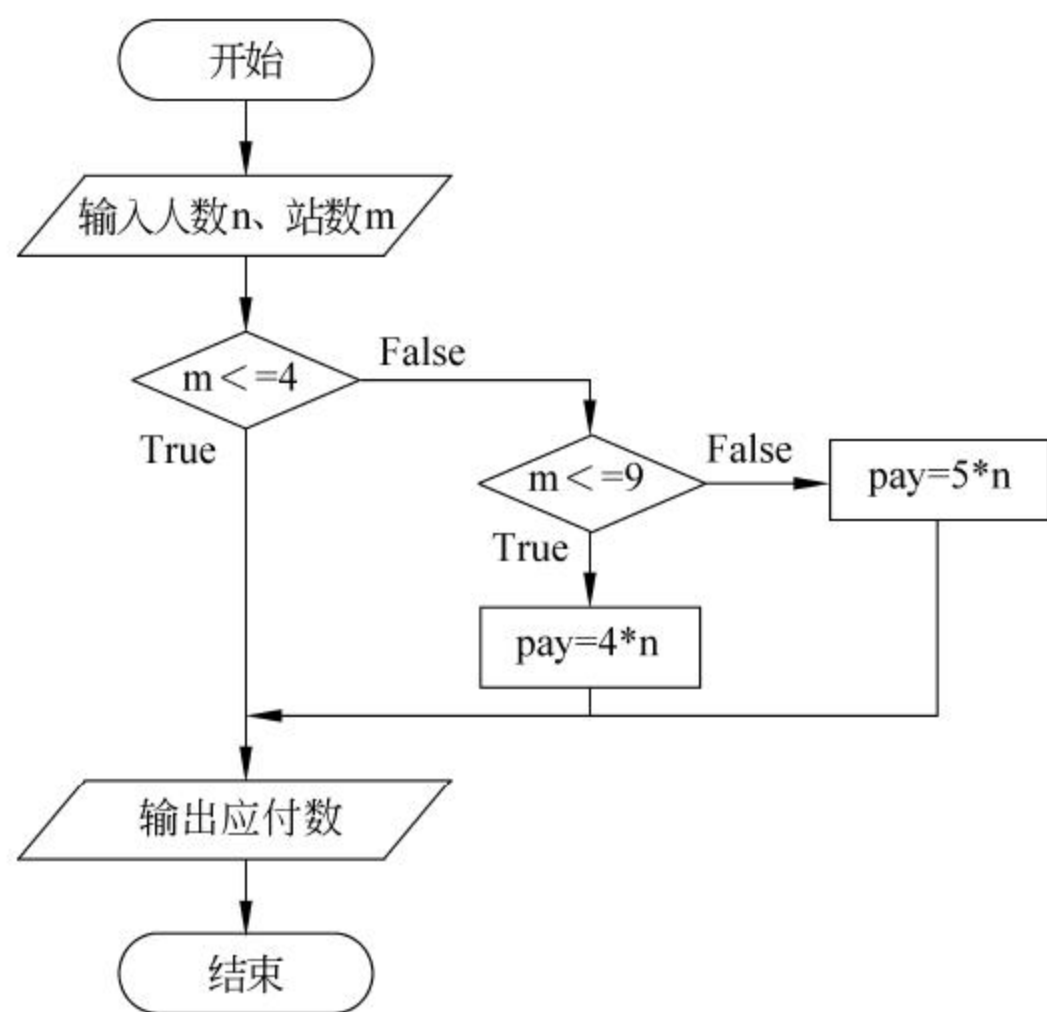 开始
输入人数n、站数m
m＜=4
False
True
m＜=9
False
pay=5*n
True
pay=4*n
输出应付数
结束